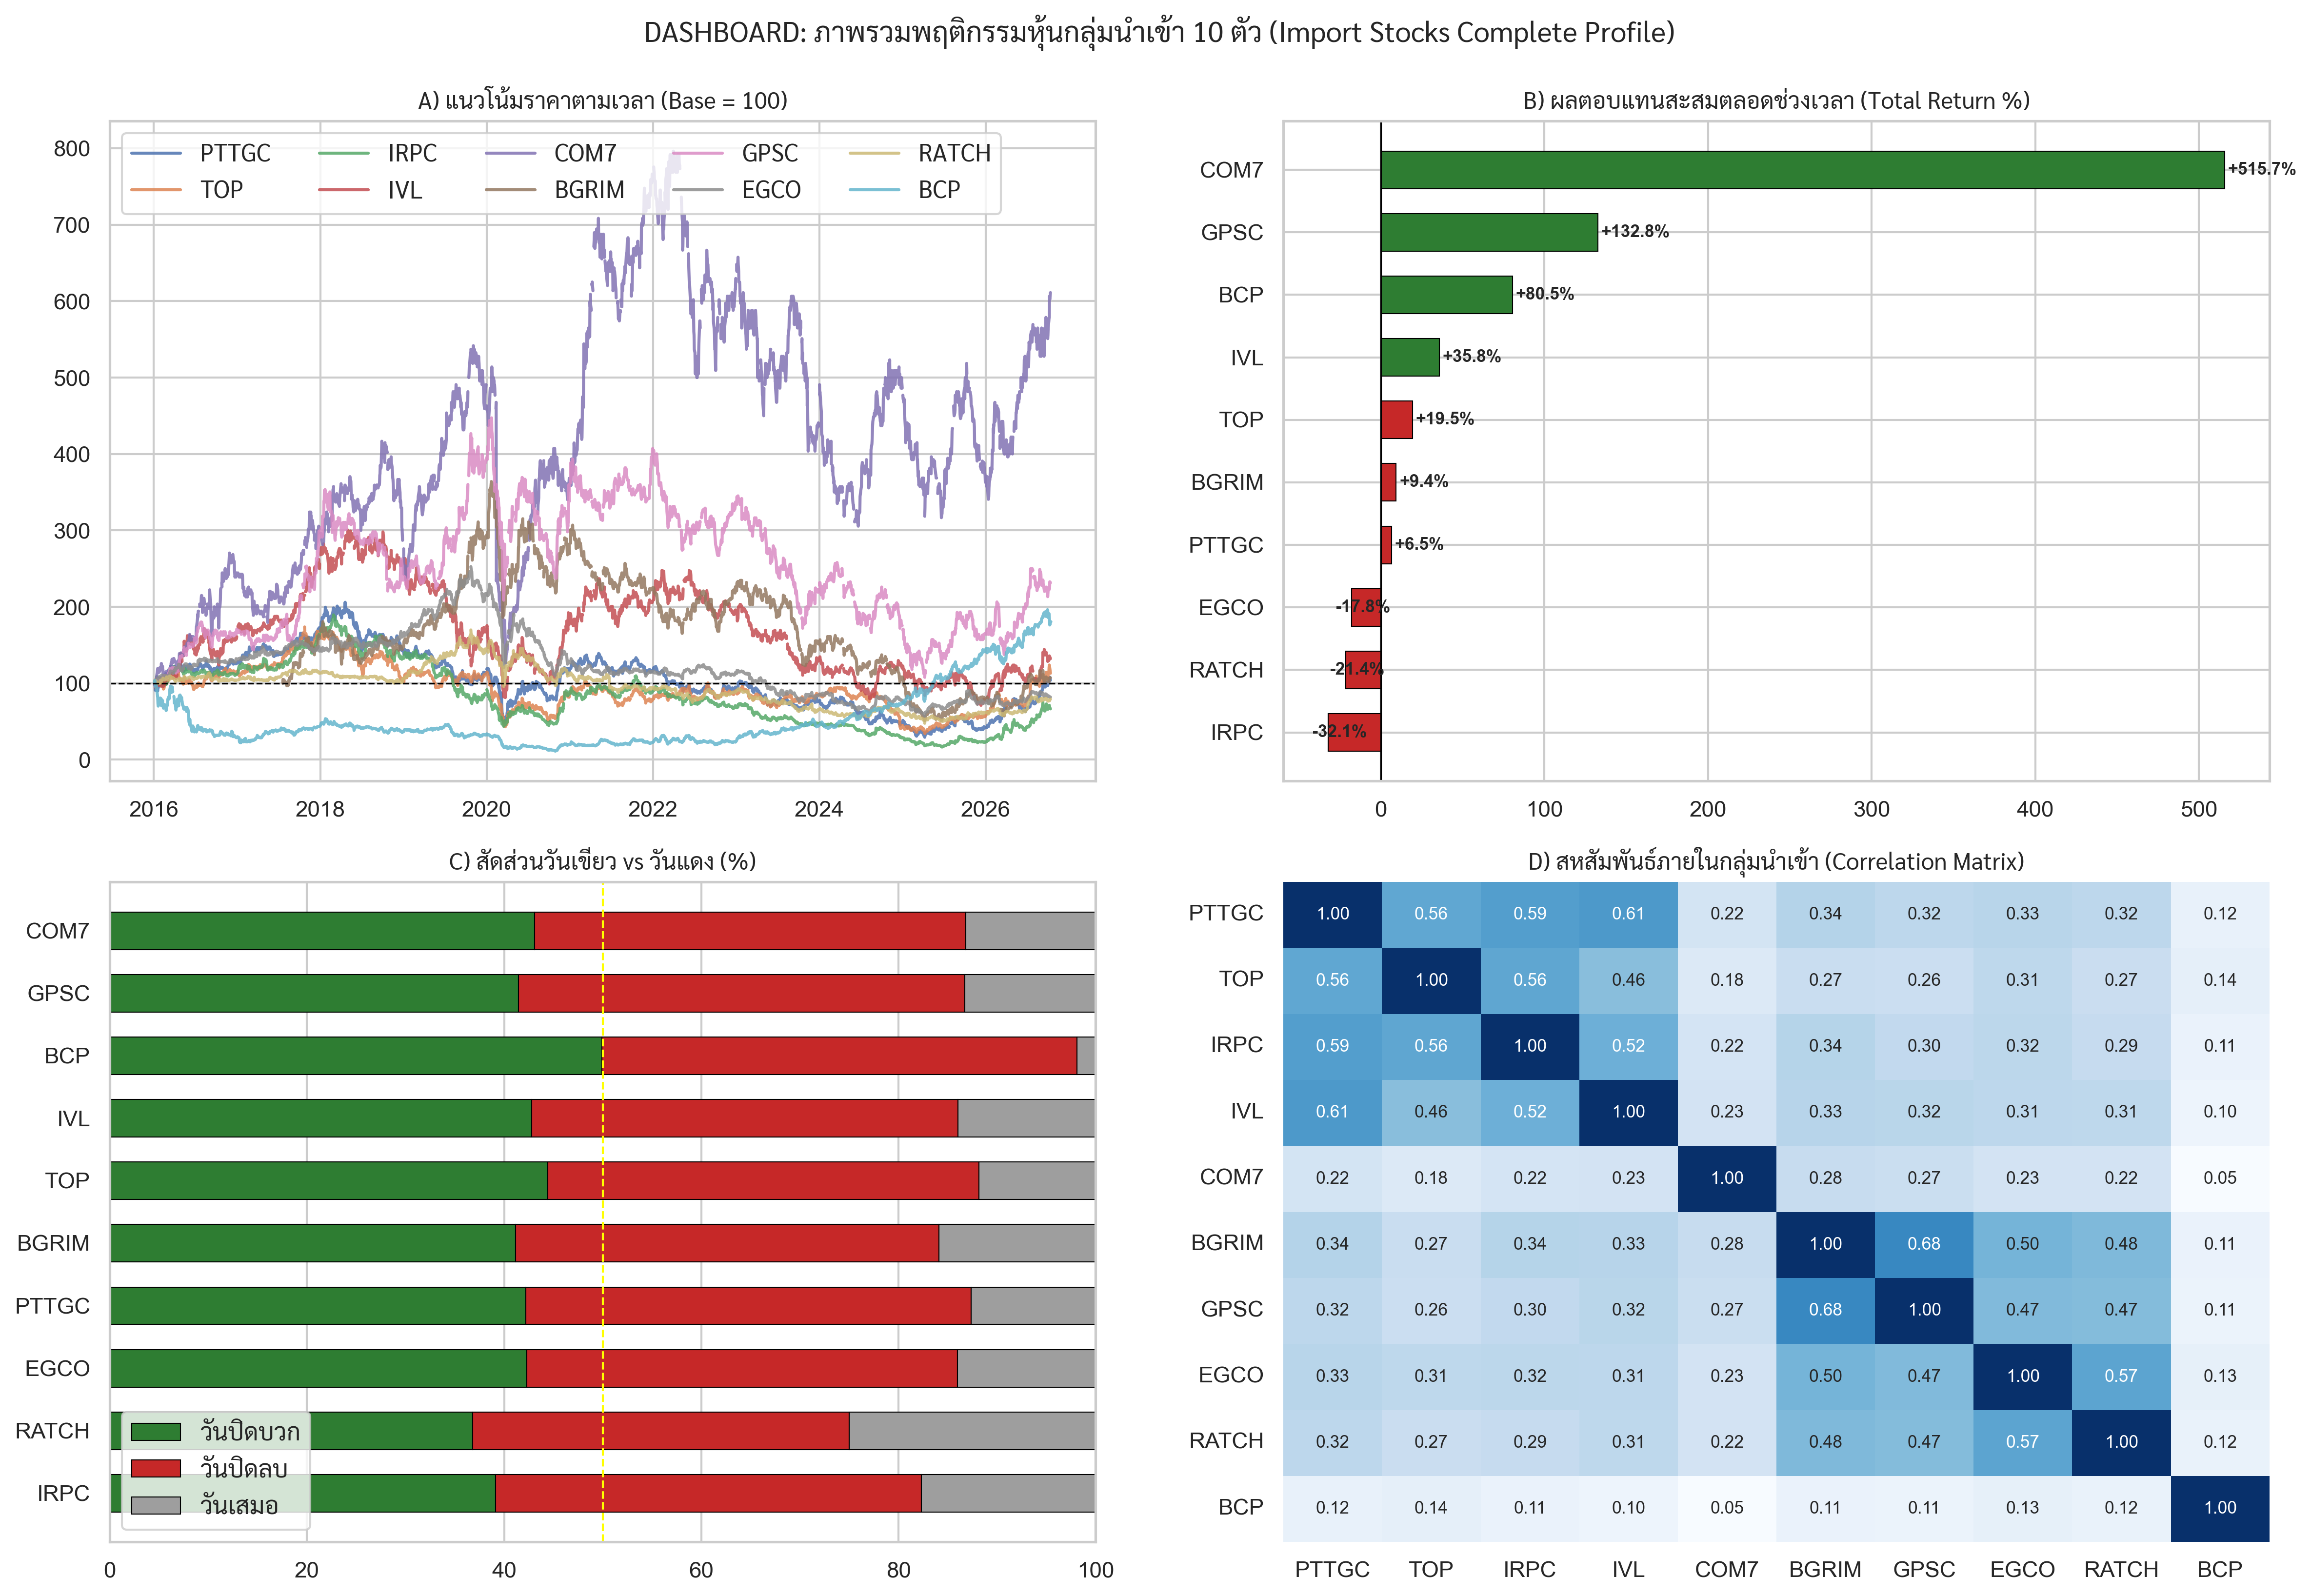 DASHBOARD: ภาพรวมพฤติกรรมหุ้นกลุ่มนำเข้า 10 ตัว (Import Stocks Complete Profile)
A) แนวโน้มราคาตามเวลา (Base = 100)
PTTGC IRPC COM7 GPSC RATCH
TOP IVL BGRIM EGCO BCP
800
700
600
500
400
300
200
100
0
2016 2018 2020 2022 2024 2026
B) ผลตอบแทนสะสมตลอดช่วงเวลา (Total Return %)
COM7 +515.7%
GPSC +132.8%
BCP +80.5%
IVL +35.8%
TOP +19.5%
BGRIM +9.4%
PTTGC +6.5%
EGCO -17.8%
RATCH -21.4%
IRPC -32.1%
0 100 200 300 400 500
C) สัดส่วนวันเขียว vs วันแดง (%)
COM7
GPSC
BCP
IVL
TOP
BGRIM
PTTGC
EGCO
RATCH
IRPC
วันปิดบวก
วันปิดลบ
วันเสมอ
0 20 40 60 80 100
D) สหสัมพันธ์ภายในกลุ่มนำเข้า (Correlation Matrix)
PTTGC 1.00 0.56 0.59 0.61 0.22 0.34 0.32 0.33 0.32 0.12
TOP 0.56 1.00 0.56 0.46 0.18 0.27 0.26 0.31 0.27 0.14
IRPC 0.59 0.56 1.00 0.52 0.22 0.34 0.30 0.32 0.29 0.11
IVL 0.61 0.46 0.52 1.00 0.23 0.33 0.32 0.31 0.31 0.10
COM7 0.22 0.18 0.22 0.23 1.00 0.28 0.27 0.23 0.22 0.05
BGRIM 0.34 0.27 0.34 0.33 0.28 1.00 0.68 0.50 0.48 0.11
GPSC 0.32 0.26 0.30 0.32 0.27 0.68 1.00 0.47 0.47 0.11
EGCO 0.33 0.31 0.32 0.31 0.23 0.50 0.47 1.00 0.57 0.13
RATCH 0.32 0.27 0.29 0.31 0.22 0.48 0.47 0.57 1.00 0.12
BCP 0.12 0.14 0.11 0.10 0.05 0.11 0.11 0.13 0.12 1.00
PTTGC TOP IRPC IVL COM7 BGRIM GPSC EGCO RATCH BCP